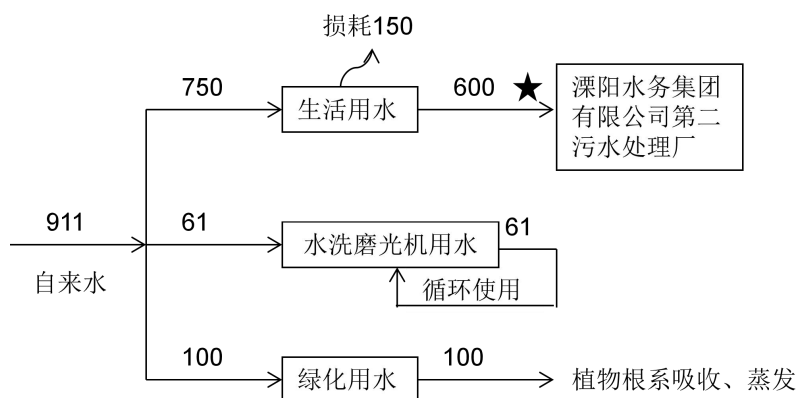 损耗150
750
生活用水
600
★
溧阳水务集团
有限公司第二
污水处理厂
911
自来水
61
水洗磨光机用水
61
循环使用
100
绿化用水
100
植物根系吸收、蒸发